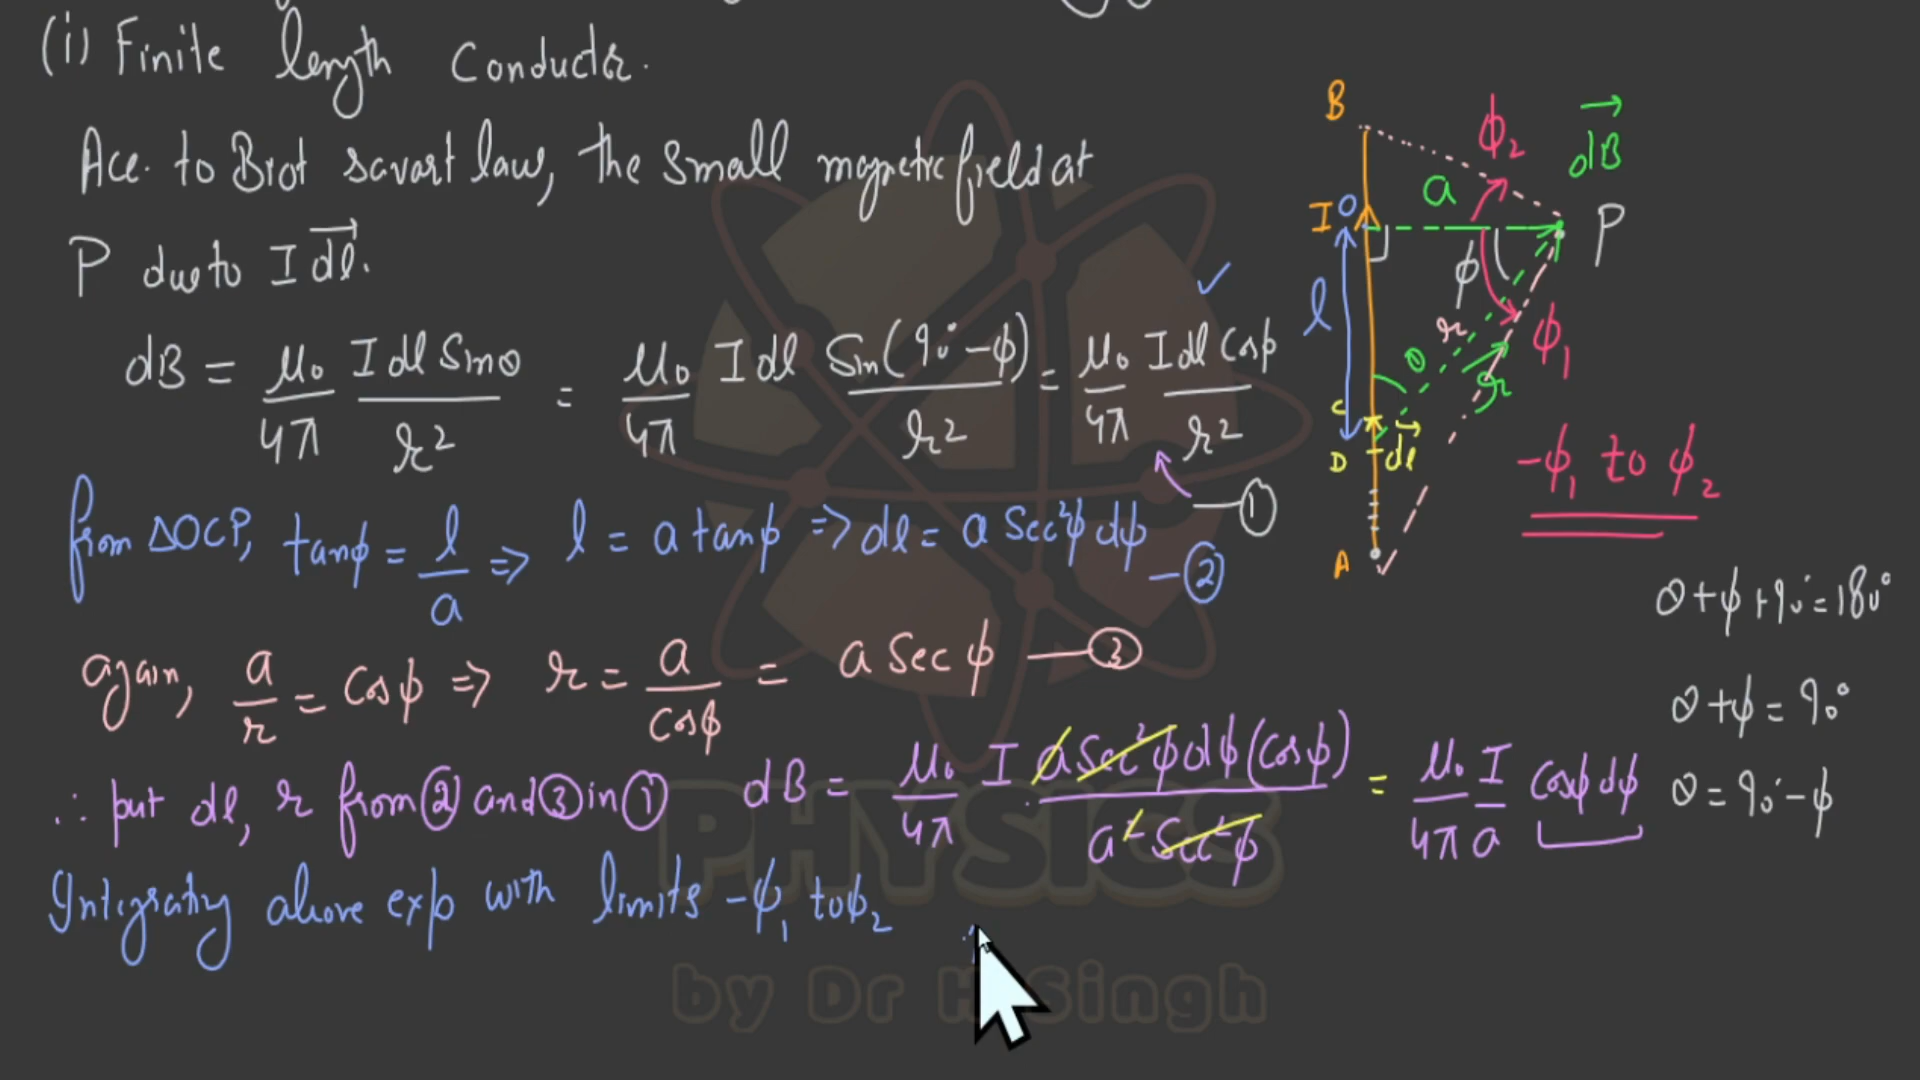 (i) Finite length Conductor.
Acc. to Biot savart law, the small magnetic field at
P due to I dl.
dB = μ₀/4π I dl Sinθ/r² = μ₀/4π I dl Sin(90°-ϕ)/r² = μ₀/4π I dl Cosϕ/r² —①
from ΔOCP, tanϕ = l/a ⇒ l = a tanϕ ⇒ dl = a Sec²ϕ dϕ —②
again, a/r = Cosϕ ⇒ r = a/cosϕ = a Secϕ —③
∴ put dl, r from ② and ③ in ① dB = μ₀/4π I a Sec²ϕ dϕ (Cosϕ)/a² Sec²ϕ = μ₀/4π I/a Cosϕ dϕ
Integrating above exp with limits -ϕ₁ to ϕ₂
B
ϕ₂
dB
a
I
O
P
ϕ
l
r
ϕ₁
θ
r
C
D
dl
-ϕ₁ to ϕ₂
A
θ+ϕ+90°=180°
θ+ϕ=90°
θ=90°-ϕ
PHYSICS
by Dr H Singh